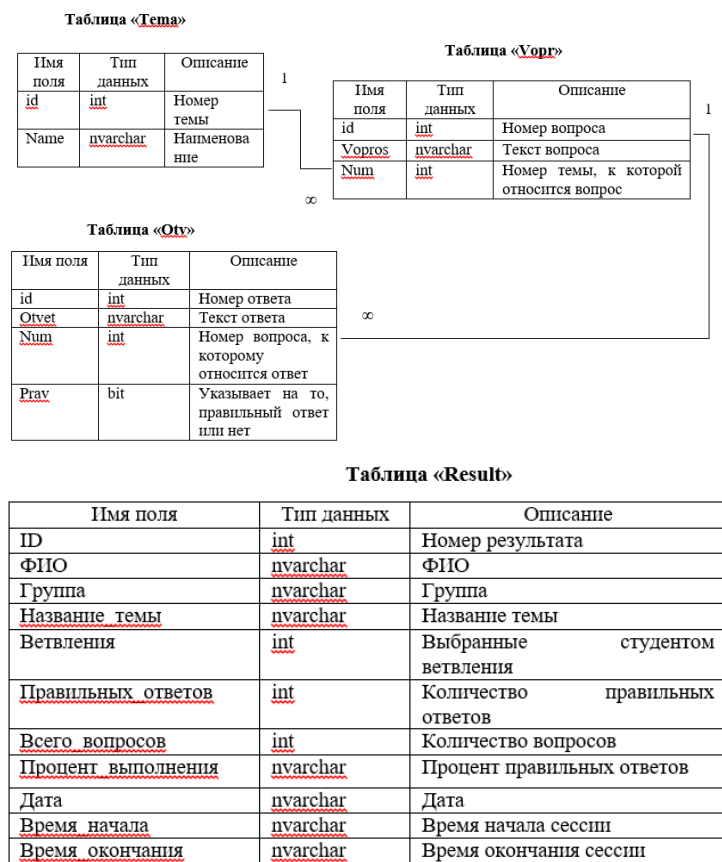 Таблица «Tema»
Имя поля Тип данных Описание
id int Номер темы
Name nvarchar Наименова
ние
1
Таблица «Vopr»
Имя поля Тип данных Описание
id int Номер вопроса
Vopros nvarchar Текст вопроса
Num int Номер темы, к которой
относится вопрос
1
∞
Таблица «Otv»
Имя поля Тип данных Описание
id int Номер ответа
Otvet nvarchar Текст ответа
Num int Номер вопроса, к
которому
относится ответ
Prav bit Указывает на то,
правильный ответ
или нет
∞
Таблица «Result»
Имя поля Тип данных Описание
ID int Номер результата
ФИО nvarchar ФИО
Группа nvarchar Группа
Название_темы nvarchar Название темы
Ветвления int Выбранные студентом
ветвления
Правильных_ответов int Количество правильных
ответов
Всего_вопросов int Количество вопросов
Процент_выполнения nvarchar Процент правильных ответов
Дата nvarchar Дата
Время_начала nvarchar Время начала сессии
Время_окончания nvarchar Время окончания сессии